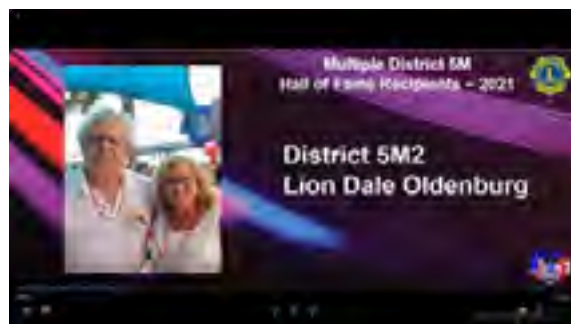 Multiple District 5M
Hall of Fame Recipients – 2021
District 5M2
Lion Dale Oldenburg